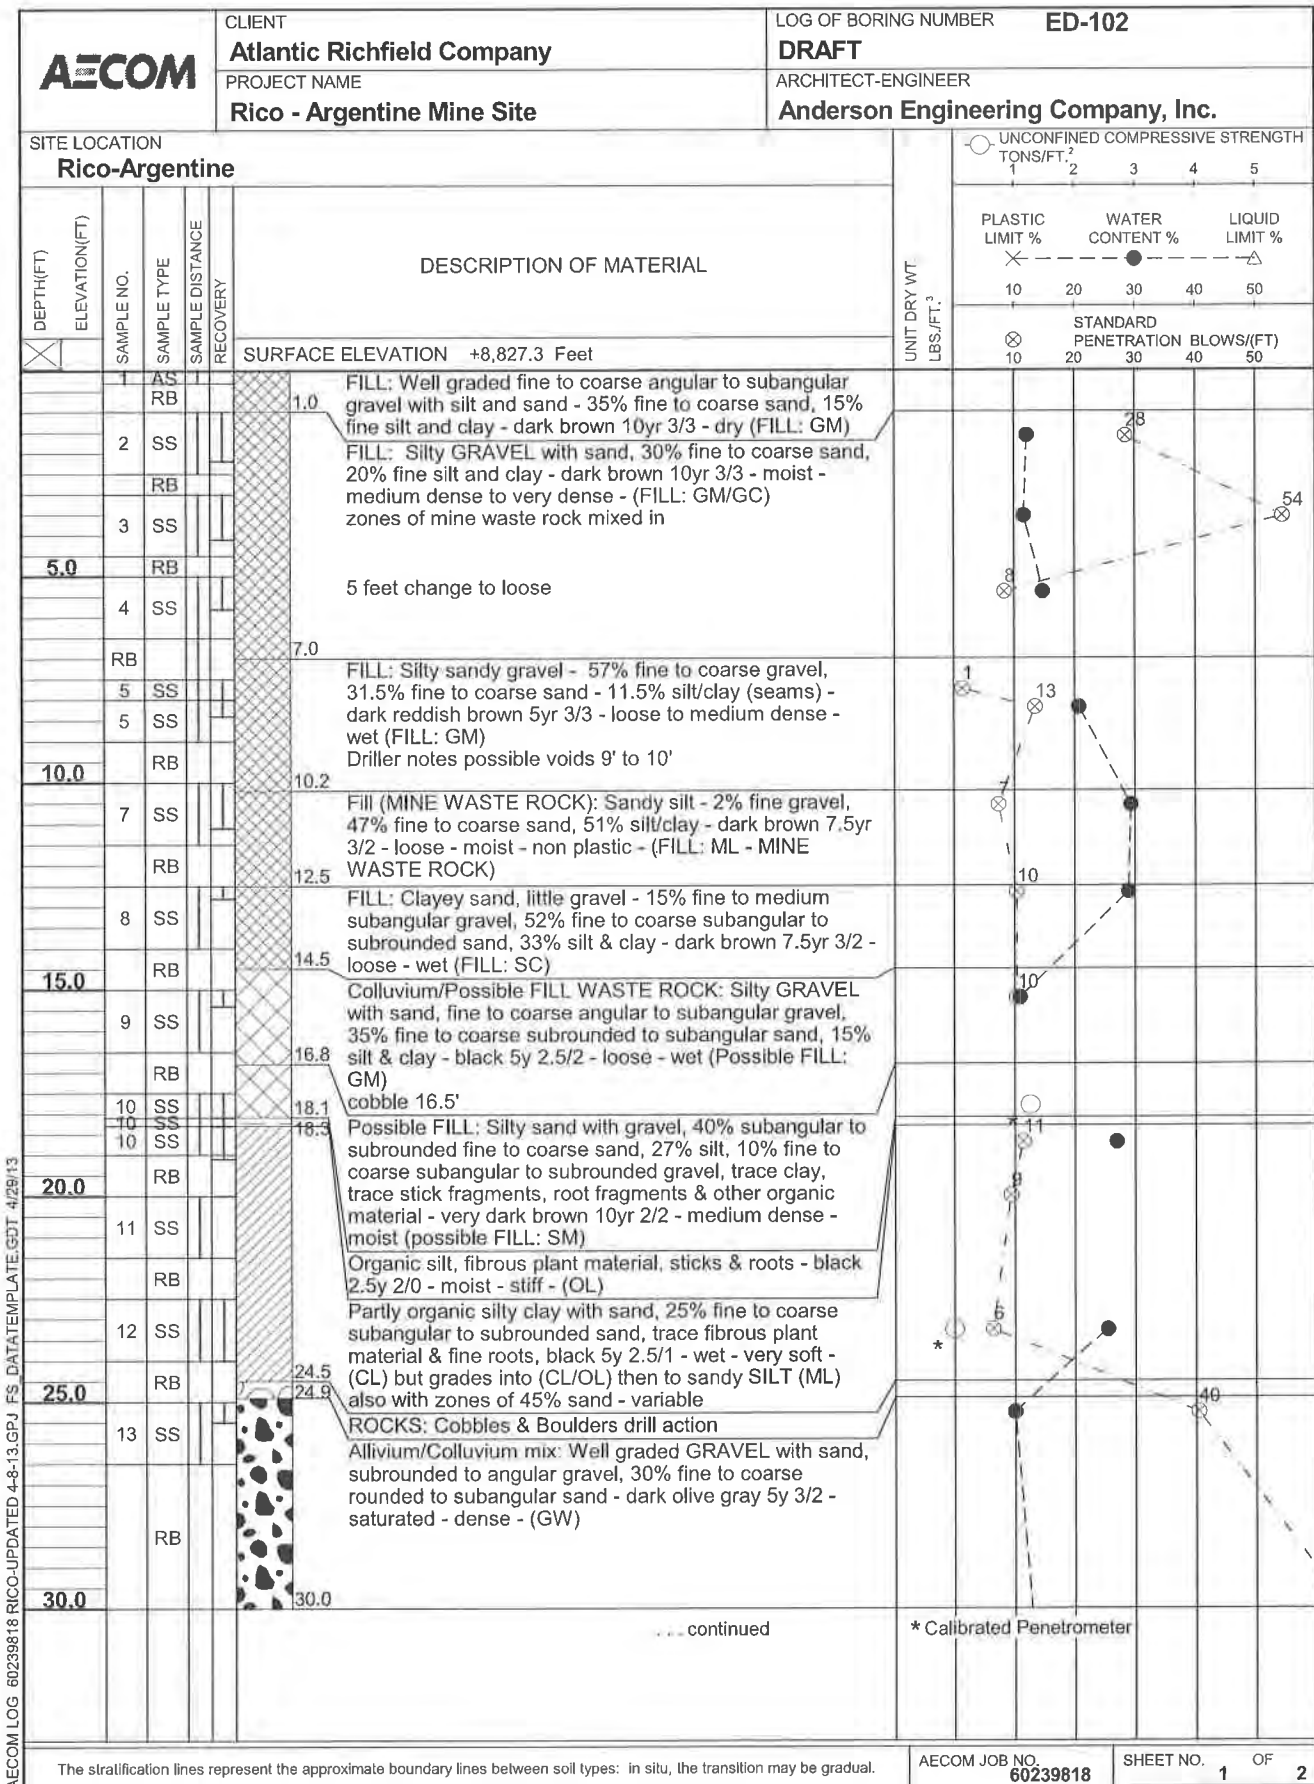 AECOM
CLIENT
Atlantic Richfield Company
PROJECT NAME
Rico - Argentine Mine Site
LOG OF BORING NUMBER ED-102
DRAFT
ARCHITECT-ENGINEER
Anderson Engineering Company, Inc.
SITE LOCATION
Rico-Argentine
UNCONFINED COMPRESSIVE STRENGTH
TONS/FT.²
1 2 3 4 5
DEPTH(FT)
ELEVATION(FT)
SAMPLE NO.
SAMPLE TYPE
SAMPLE DISTANCE
RECOVERY
DESCRIPTION OF MATERIAL
UNIT DRY WT.
LBS./FT.³
PLASTIC WATER LIQUID
LIMIT % CONTENT % LIMIT %
10 20 30 40 50
STANDARD
PENETRATION BLOWS/(FT)
10 20 30 40 50
SURFACE ELEVATION +8,827.3 Feet
1 AS
RB
1.0
FILL: Well graded fine to coarse angular to subangular
gravel with silt and sand - 35% fine to coarse sand, 15%
fine silt and clay - dark brown 10yr 3/3 - dry (FILL: GM)
2 SS
28
FILL: Silty GRAVEL with sand, 30% fine to coarse sand,
20% fine silt and clay - dark brown 10yr 3/3 - moist -
medium dense to very dense - (FILL: GM/GC)
zones of mine waste rock mixed in
RB
3 SS
54
5.0
RB
5 feet change to loose
8
4 SS
RB
7.0
FILL: Silty sandy gravel - 57% fine to coarse gravel,
31.5% fine to coarse sand - 11.5% silt/clay (seams) -
dark reddish brown 5yr 3/3 - loose to medium dense -
wet (FILL: GM)
Driller notes possible voids 9' to 10'
5 SS
1
5 SS
13
RB
10.0
10.2
Fill (MINE WASTE ROCK): Sandy silt - 2% fine gravel,
47% fine to coarse sand, 51% silt/clay - dark brown 7.5yr
3/2 - loose - moist - non plastic - (FILL: ML - MINE
WASTE ROCK)
7 SS
7
RB
12.5
FILL: Clayey sand, little gravel - 15% fine to medium
subangular gravel, 52% fine to coarse subangular to
subrounded sand, 33% silt & clay - dark brown 7.5yr 3/2 -
loose - wet (FILL: SC)
8 SS
10
RB
14.5
15.0
Colluvium/Possible FILL WASTE ROCK: Silty GRAVEL
with sand, fine to coarse angular to subangular gravel,
35% fine to coarse subrounded to subangular sand, 15%
silt & clay - black 5y 2.5/2 - loose - wet (Possible FILL:
GM)
cobble 16.5'
9 SS
10
16.8
RB
10 SS
18.1
10 SS
18.3
10 SS
*
11
Possible FILL: Silty sand with gravel, 40% subangular to
subrounded fine to coarse sand, 27% silt, 10% fine to
coarse subangular to subrounded gravel, trace clay,
trace stick fragments, root fragments & other organic
material - very dark brown 10yr 2/2 - medium dense -
moist (possible FILL: SM)
RB
20.0
9
11 SS
Organic silt, fibrous plant material, sticks & roots - black
2.5y 2/0 - moist - stiff - (OL)
RB
Partly organic silty clay with sand, 25% fine to coarse
subangular to subrounded sand, trace fibrous plant
material & fine roots, black 5y 2.5/1 - wet - very soft -
(CL) but grades into (CL/OL) then to sandy SILT (ML)
also with zones of 45% sand - variable
12 SS
6
*
24.5
RB
25.0
24.9
ROCKS: Cobbles & Boulders drill action
40
13 SS
Allivium/Colluvium mix: Well graded GRAVEL with sand,
subrounded to angular gravel, 30% fine to coarse
rounded to subangular sand - dark olive gray 5y 3/2 -
saturated - dense - (GW)
RB
30.0
30.0
... continued
* Calibrated Penetrometer
The stratification lines represent the approximate boundary lines between soil types: in situ, the transition may be gradual.
AECOM JOB NO.
60239818
SHEET NO. 1 OF 2
AECOM LOG 60239818 RICO-UPDATED 4-8-13.GPJ FS_DATATEMPLATE.GDT 4/29/13